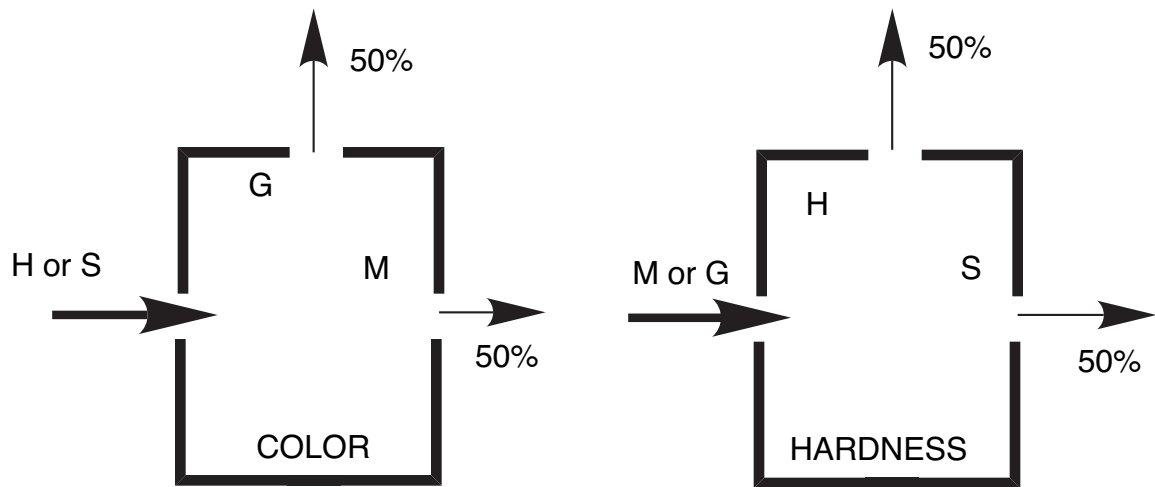 50%
G
H or S
M
50%
COLOR
50%
H
M or G
S
50%
HARDNESS